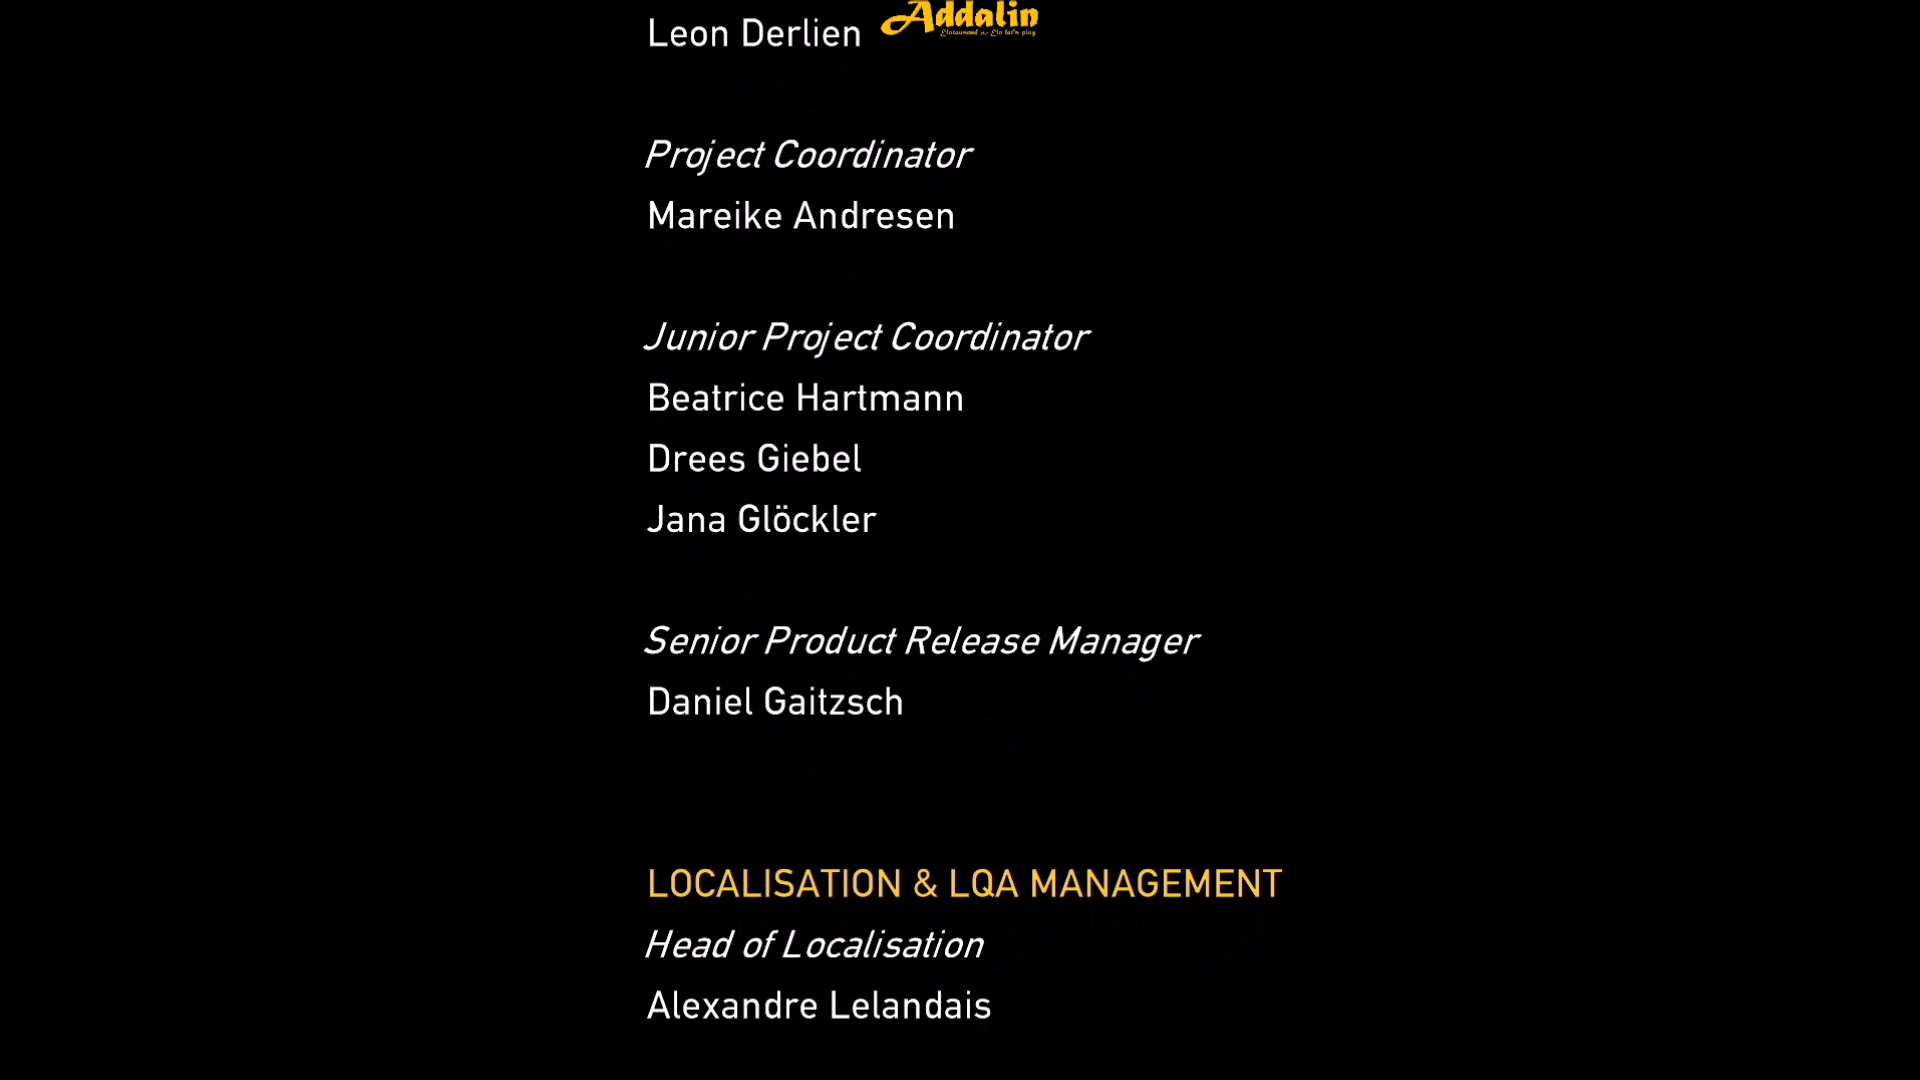 Leon Derlien
Addalin
Project Coordinator
Mareike Andresen
Junior Project Coordinator
Beatrice Hartmann
Drees Giebel
Jana Glöckler
Senior Product Release Manager
Daniel Gaitzsch
LOCALISATION & LQA MANAGEMENT
Head of Localisation
Alexandre Lelandais